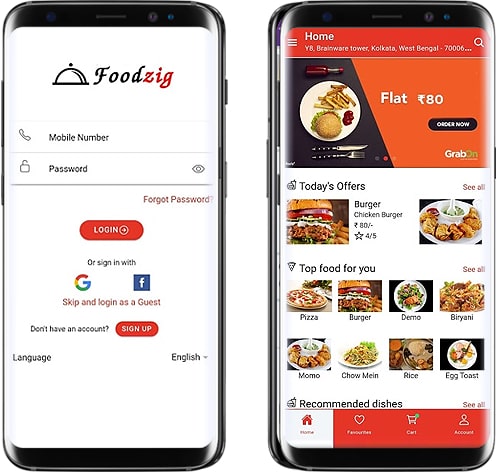 Foodzig
Mobile Number
Password
Forgot Password?
LOGIN
Or sign in with
G
f
Skip and login as a Guest
Don't have an account? SIGN UP
Language English
Home
Y8, Brainware tower, Kolkata, West Bengal - 70006...
Flat ₹80
ORDER NOW
GrabOn
Today's Offers See all
Burger
Chicken Burger
₹ 80/-
4/5
Top food for you See all
Pizza Burger Demo Biryani
Momo Chow Mein Rice Egg Toast
Recommended dishes See all
Home Favourites Cart Account